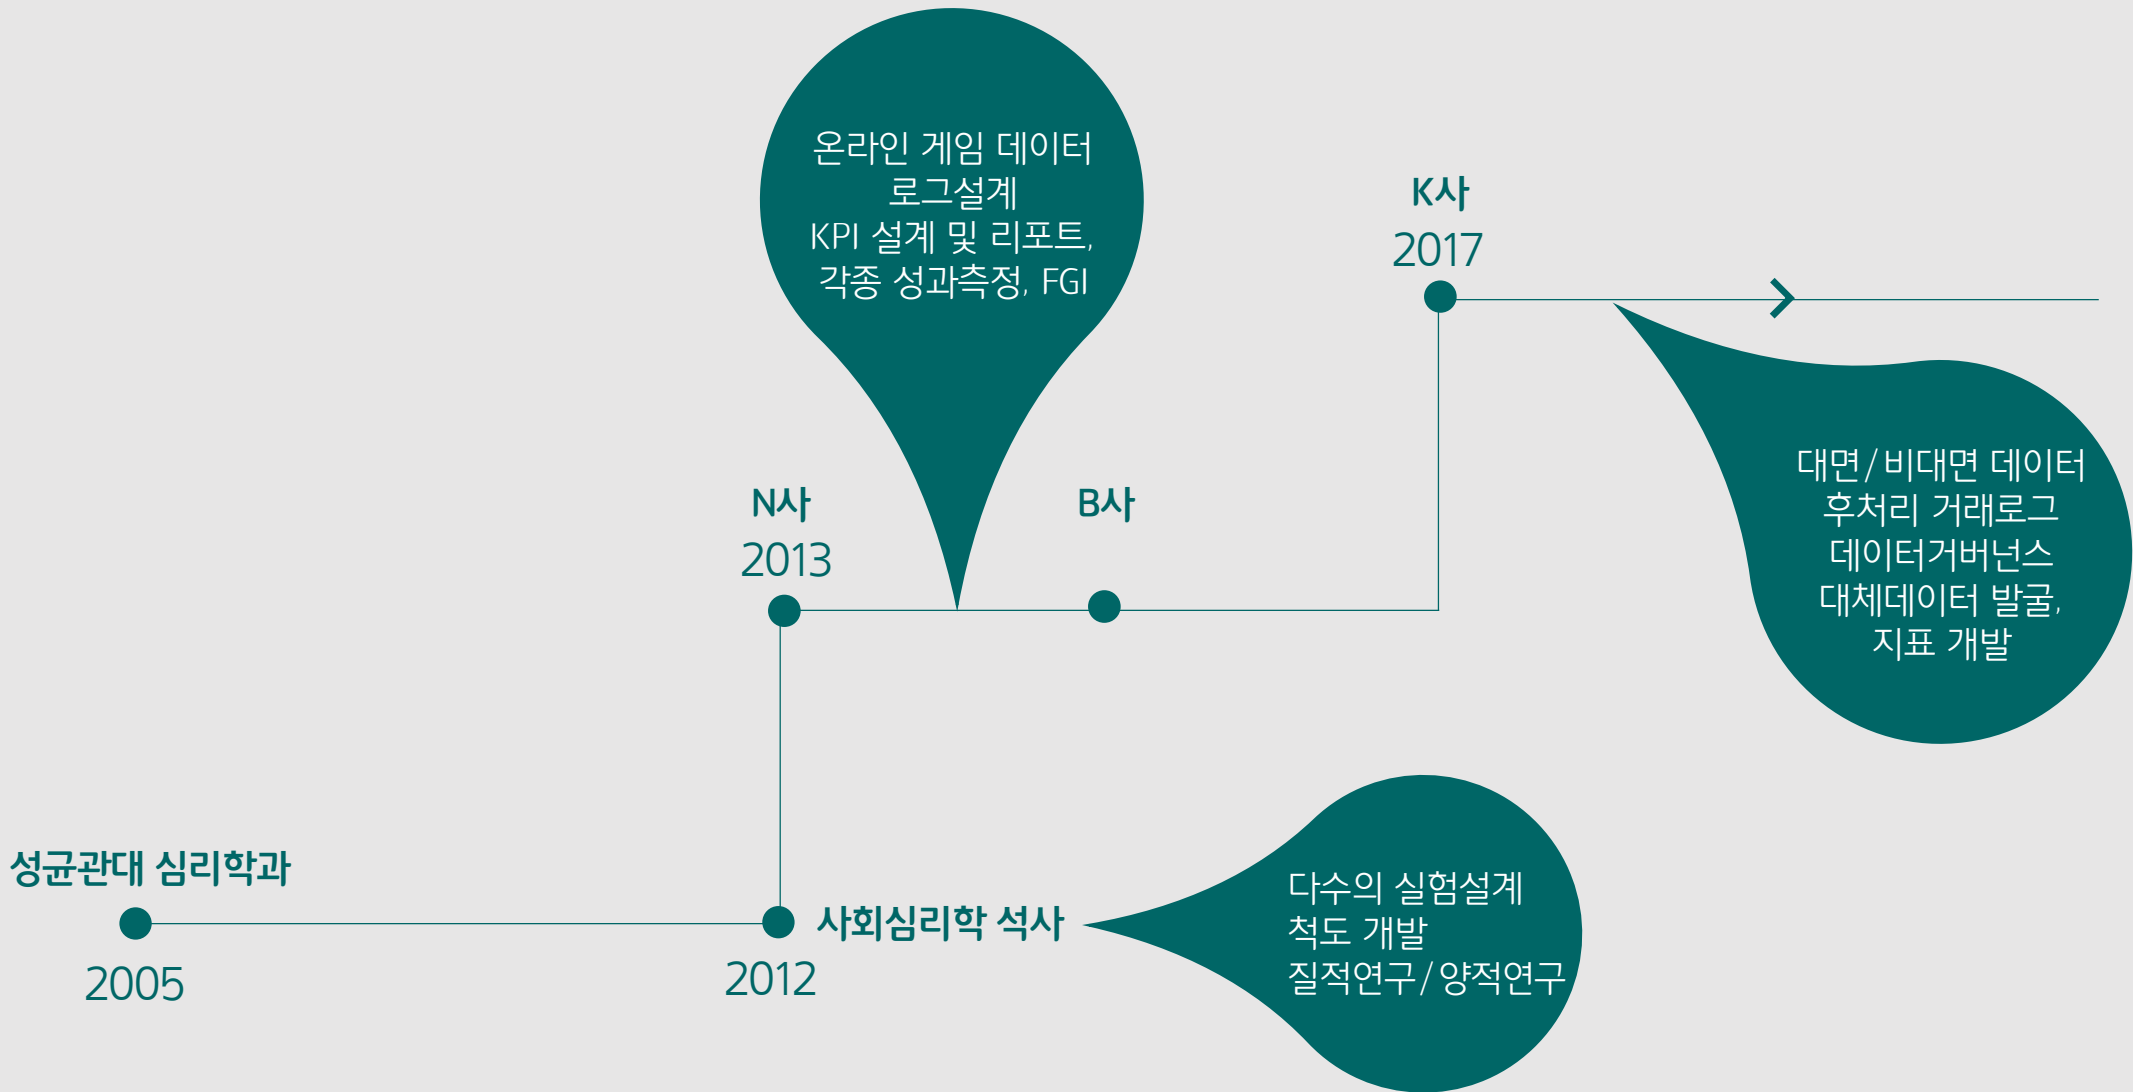 온라인 게임 데이터
로그설계
KPI 설계 및 리포트,
각종 성과측정, FGI
K사
2017
N사
2013
B사
대면/비대면 데이터
후처리 거래로그
데이터거버넌스
대체데이터 발굴,
지표 개발
성균관대 심리학과
2005
사회심리학 석사
2012
다수의 실험설계
척도 개발
질적연구/양적연구